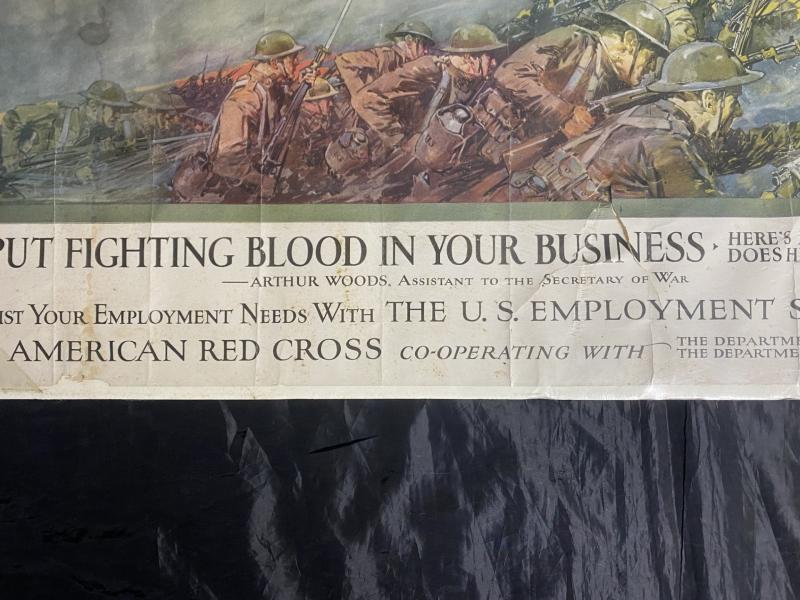 PUT FIGHTING BLOOD IN YOUR BUSINESS · HERE'S
DOES H
—ARTHUR WOODS, ASSISTANT TO THE SECRETARY OF WAR
IST YOUR EMPLOYMENT NEEDS WITH THE U. S. EMPLOYMENT S
AMERICAN RED CROSS CO-OPERATING WITH THE DEPARTME
THE DEPARTME